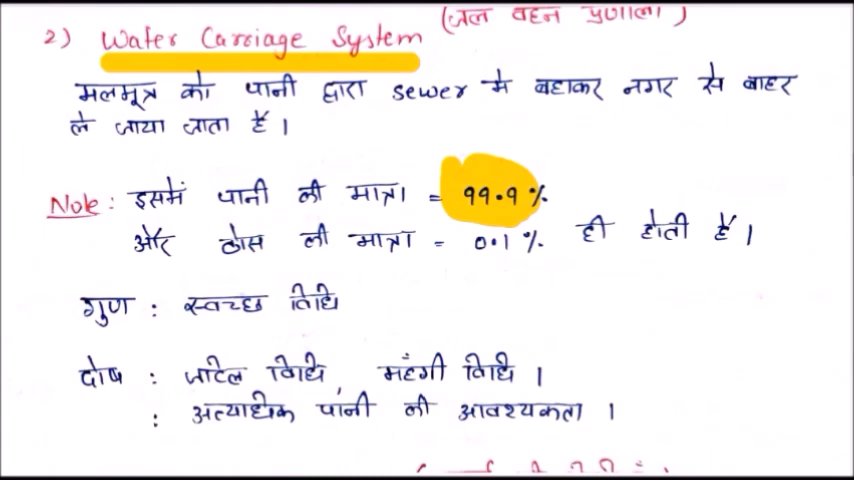 (जल वहन प्रणाली)
2) Water Carriage System
मलमूत्र को पानी द्वारा sewer मे बहाकर नगर से बाहर
ले जाया जाता है ।
Note : इसमें पानी की मात्रा = 99.9 %
और ठोस की मात्रा = 0.1 % ही होती है ।
गुण : स्वच्छ विधि
दोष : जटिल विधि, महँगी विधि ।
: अत्याधिक पानी की आवश्यकता ।